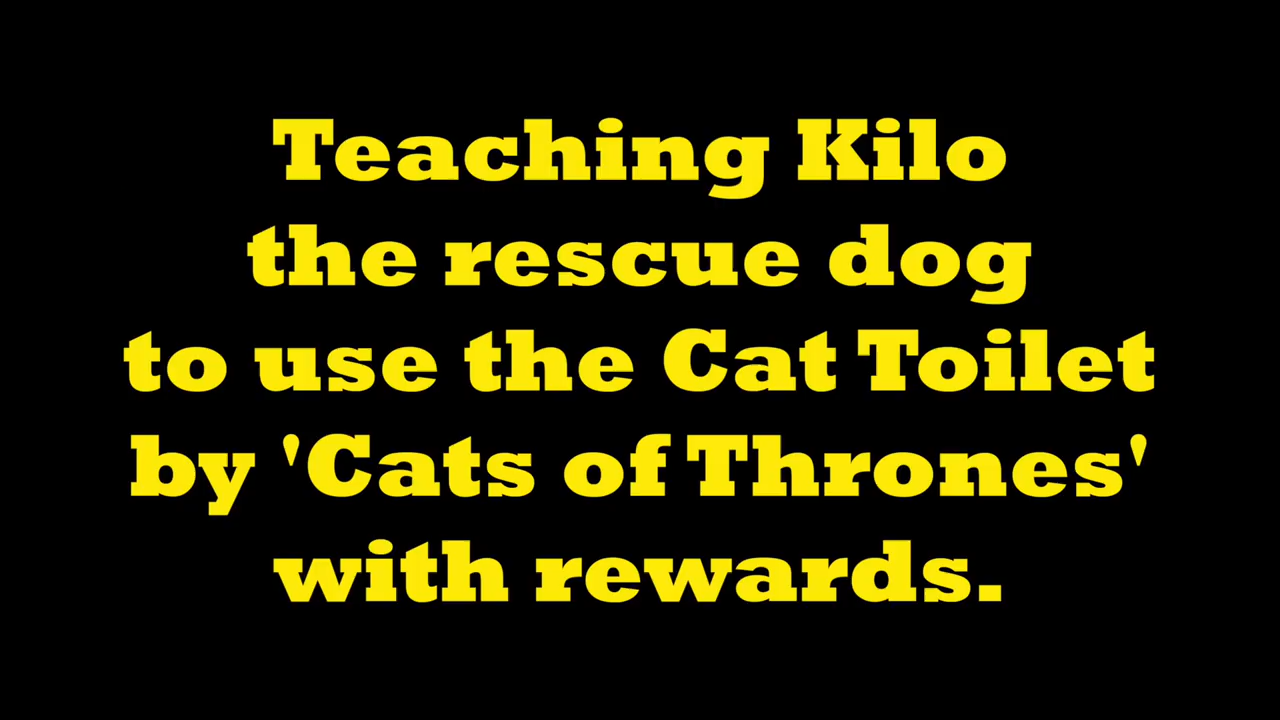 Teaching Kilo
the rescue dog
to use the Cat Toilet
by 'Cats of Thrones'
with rewards.